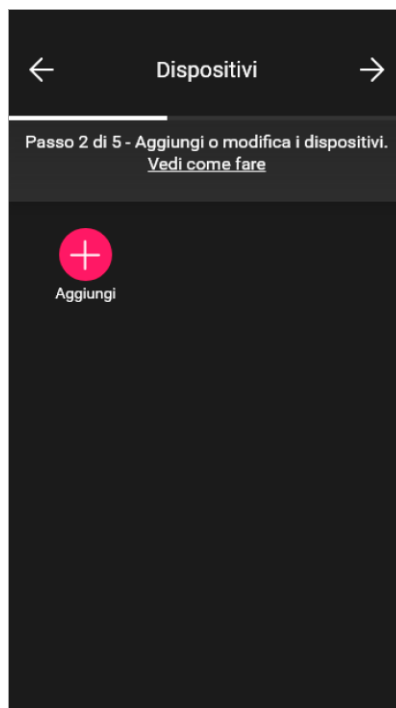 Dispositivi
Passo 2 di 5 - Aggiungi o modifica i dispositivi.
Vedi come fare
Aggiungi